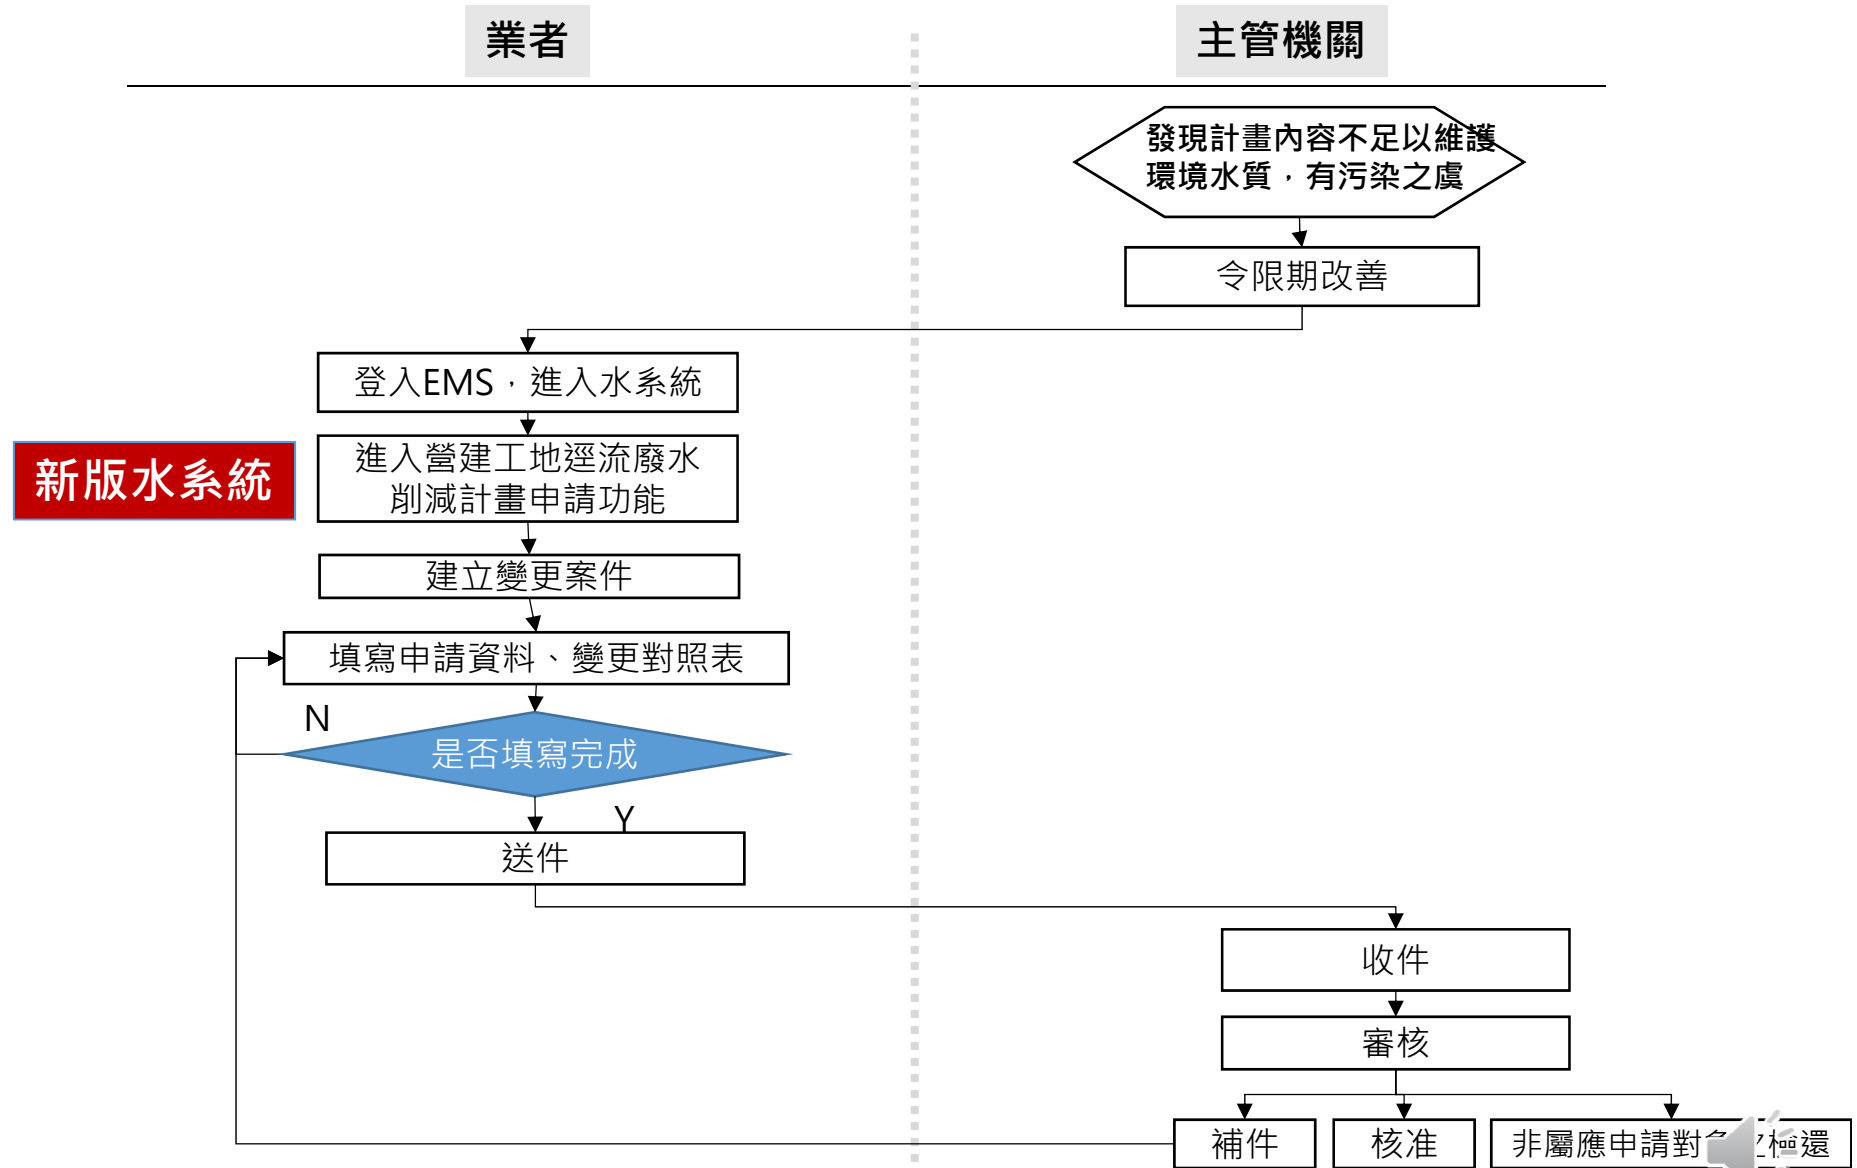 業者
主管機關
發現計畫內容不足以維護
環境水質，有污染之虞
令限期改善
登入EMS，進入水系統
新版水系統
進入營建工地逕流廢水
削減計畫申請功能
建立變更案件
填寫申請資料、變更對照表
N
是否填寫完成
Y
送件
收件
審核
補件
核准
非屬應申請對 還